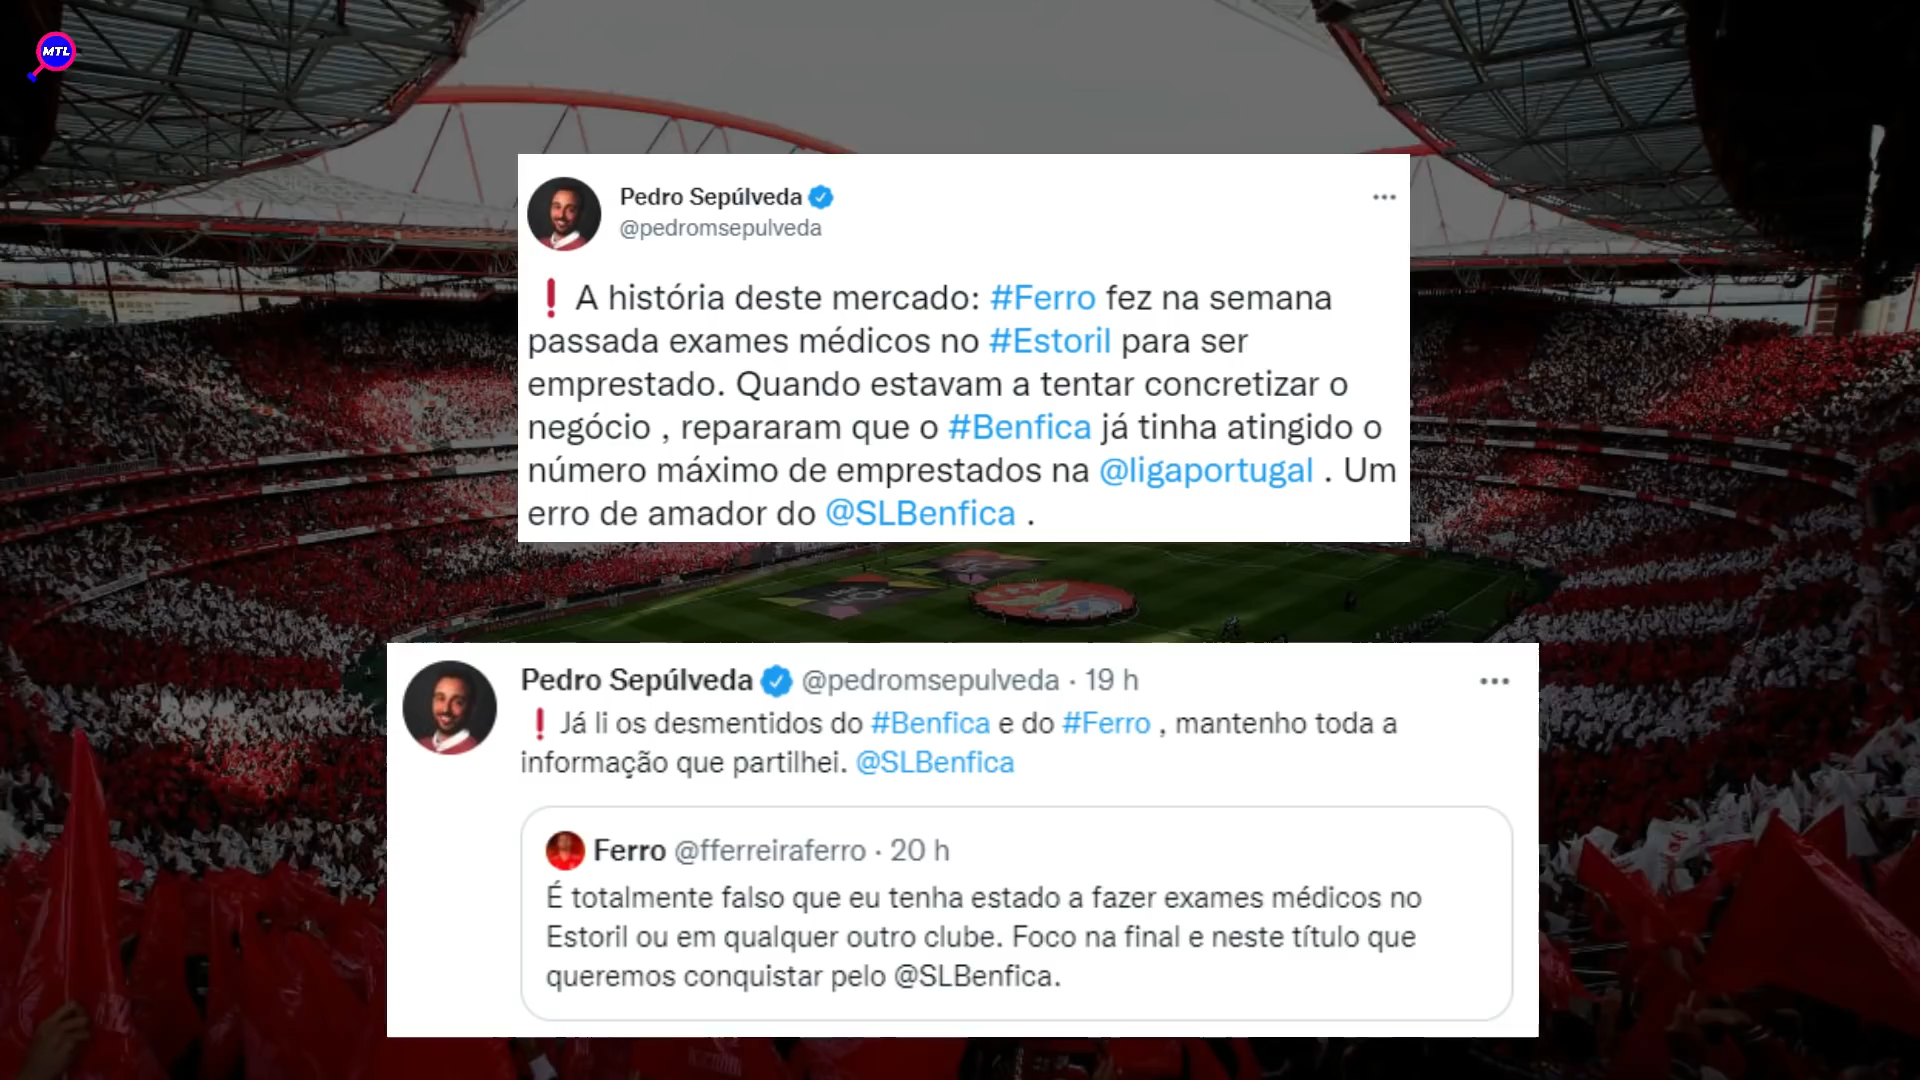 MTL
Pedro Sepúlveda
@pedromsepulveda
❗ A história deste mercado: #Ferro fez na semana
passada exames médicos no #Estoril para ser
emprestado. Quando estavam a tentar concretizar o
negócio , repararam que o #Benfica já tinha atingido o
número máximo de emprestados na @ligaportugal . Um
erro de amador do @SLBenfica .
Pedro Sepúlveda @pedromsepulveda · 19 h
❗ Já li os desmentidos do #Benfica e do #Ferro , mantenho toda a
informação que partilhei. @SLBenfica
Ferro @fferreiraferro · 20 h
É totalmente falso que eu tenha estado a fazer exames médicos no
Estoril ou em qualquer outro clube. Foco na final e neste título que
queremos conquistar pelo @SLBenfica.